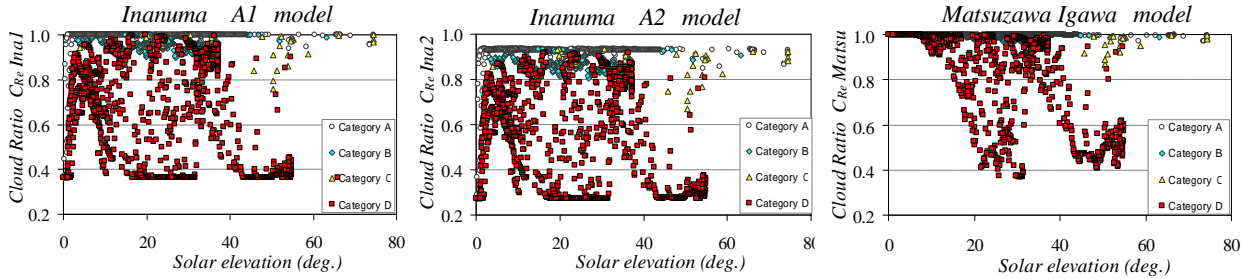 Inanuma A1 model
Cloud Ratio CRe Ina1
1.0
0.8
0.6
0.4
0.2
0
20
40
60
80
Solar elevation (deg.)
Category A
Category B
Category C
Category D
Inanuma A2 model
Cloud Ratio CRe Ina2
1.0
0.8
0.6
0.4
0.2
0
20
40
60
80
Solar elevation (deg.)
Category A
Category B
Category C
Category D
Matsuzawa Igawa model
Cloud Ratio CRe Matsu
1.0
0.8
0.6
0.4
0.2
0
20
40
60
80
Solar elevation (deg.)
Category A
Category B
Category C
Category D